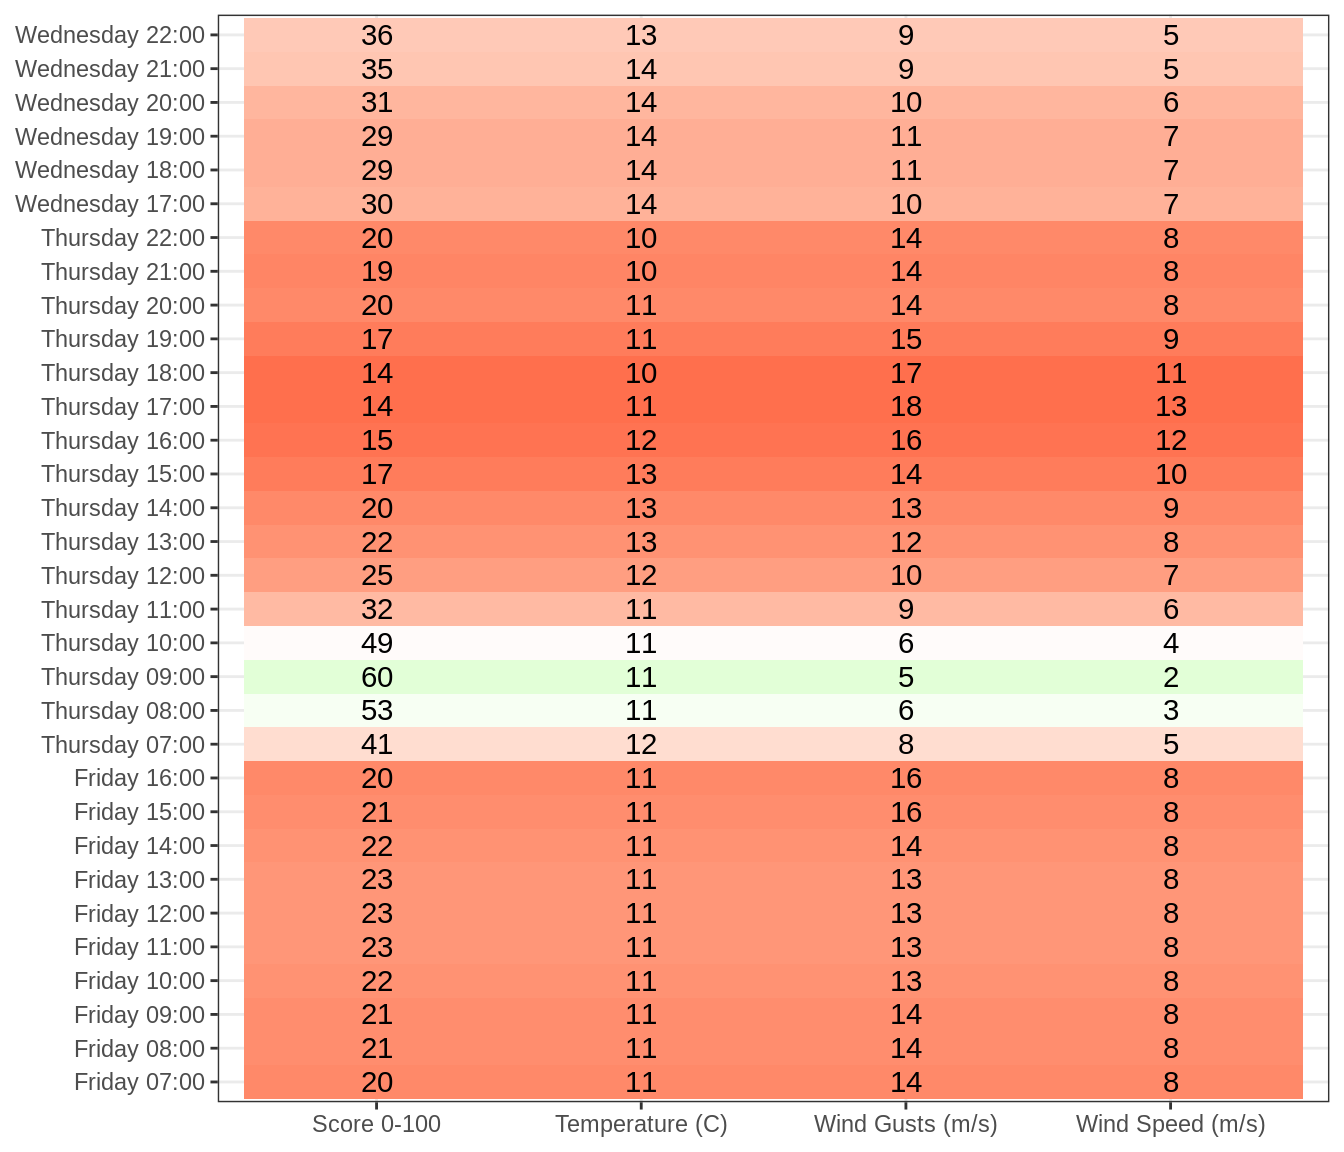 Wednesday 22:00 36 13 9 5
Wednesday 21:00 35 14 9 5
Wednesday 20:00 31 14 10 6
Wednesday 19:00 29 14 11 7
Wednesday 18:00 29 14 11 7
Wednesday 17:00 30 14 10 7
Thursday 22:00 20 10 14 8
Thursday 21:00 19 10 14 8
Thursday 20:00 20 11 14 8
Thursday 19:00 17 11 15 9
Thursday 18:00 14 10 17 11
Thursday 17:00 14 11 18 13
Thursday 16:00 15 12 16 12
Thursday 15:00 17 13 14 10
Thursday 14:00 20 13 13 9
Thursday 13:00 22 13 12 8
Thursday 12:00 25 12 10 7
Thursday 11:00 32 11 9 6
Thursday 10:00 49 11 6 4
Thursday 09:00 60 11 5 2
Thursday 08:00 53 11 6 3
Thursday 07:00 41 12 8 5
Friday 16:00 20 11 16 8
Friday 15:00 21 11 16 8
Friday 14:00 22 11 14 8
Friday 13:00 23 11 13 8
Friday 12:00 23 11 13 8
Friday 11:00 23 11 13 8
Friday 10:00 22 11 13 8
Friday 09:00 21 11 14 8
Friday 08:00 21 11 14 8
Friday 07:00 20 11 14 8
Score 0-100 Temperature (C) Wind Gusts (m/s) Wind Speed (m/s)